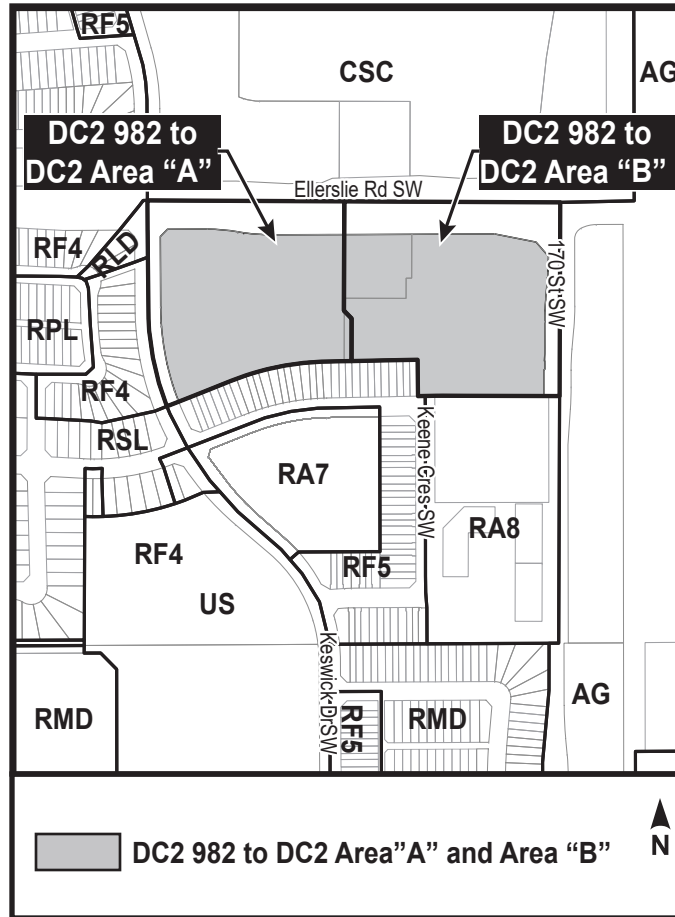 RF5
CSC
AG
DC2 982 to
DC2 Area “A”
DC2 982 to
DC2 Area “B”
Ellerslie Rd SW
RF4
RLD
170 St SW
RPL
RF4
RSL
Keene Cres SW
RA7
RA8
RF4
RF5
US
Keswick Dr SW
AG
RMD
RF5
RMD
DC2 982 to DC2 Area”A” and Area “B”
N